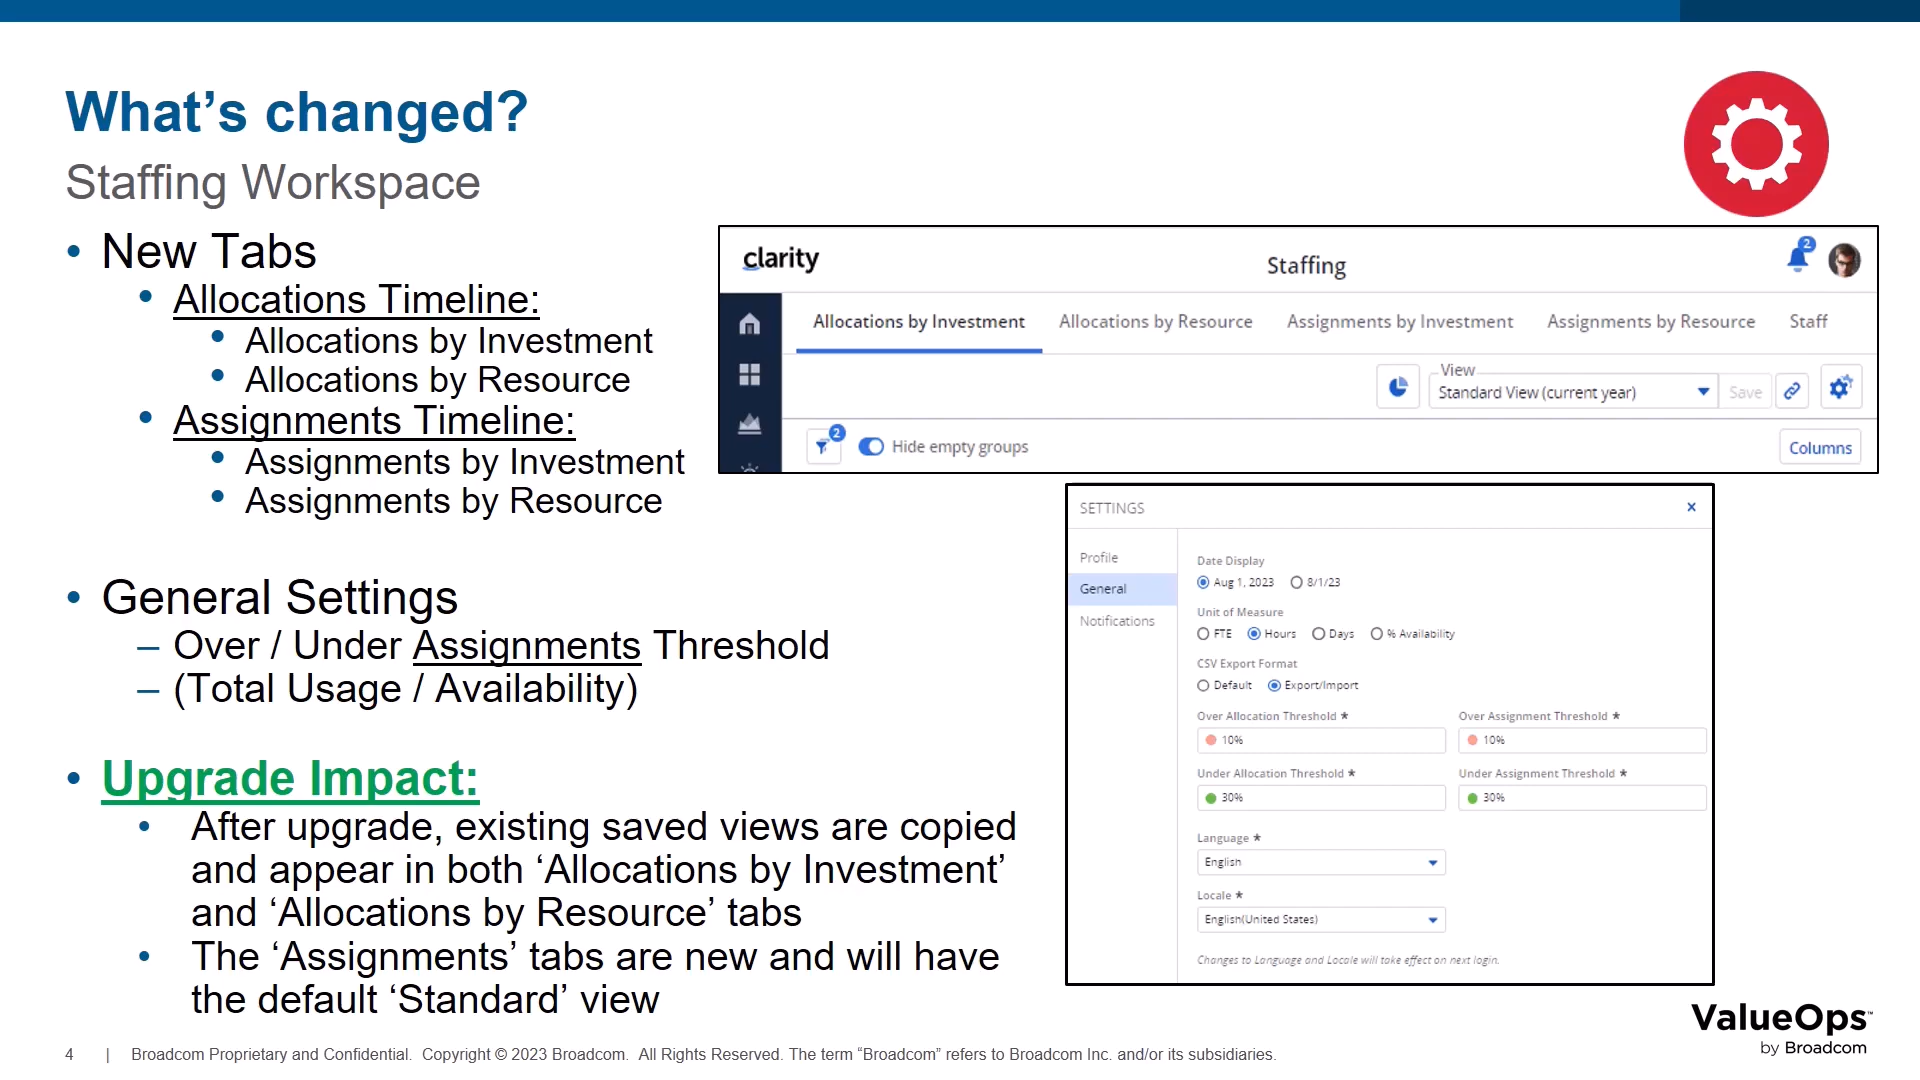 What’s changed?
Staffing Workspace
• New Tabs
• Allocations Timeline:
• Allocations by Investment
• Allocations by Resource
• Assignments Timeline:
• Assignments by Investment
• Assignments by Resource
• General Settings
– Over / Under Assignments Threshold
– (Total Usage / Availability)
• Upgrade Impact:
• After upgrade, existing saved views are copied
and appear in both ‘Allocations by Investment’
and ‘Allocations by Resource’ tabs
• The ‘Assignments’ tabs are new and will have
the default ‘Standard’ view
clarity
Staffing
2
Allocations by Investment Allocations by Resource Assignments by Investment Assignments by Resource Staff
View
Standard View (current year) Save
2
Hide empty groups
Columns
SETTINGS
Profile
General
Notifications
Date Display
Aug 1, 2023 8/1/23
Unit of Measure
FTE Hours Days % Availability
CSV Export Format
Default Export/Import
Over Allocation Threshold * Over Assignment Threshold *
10% 10%
Under Allocation Threshold * Under Assignment Threshold *
30% 30%
Language *
English
Locale *
English(United States)
Changes to Language and Locale will take effect on next login.
ValueOps™
by Broadcom
4 | Broadcom Proprietary and Confidential. Copyright © 2023 Broadcom. All Rights Reserved. The term “Broadcom” refers to Broadcom Inc. and/or its subsidiaries.